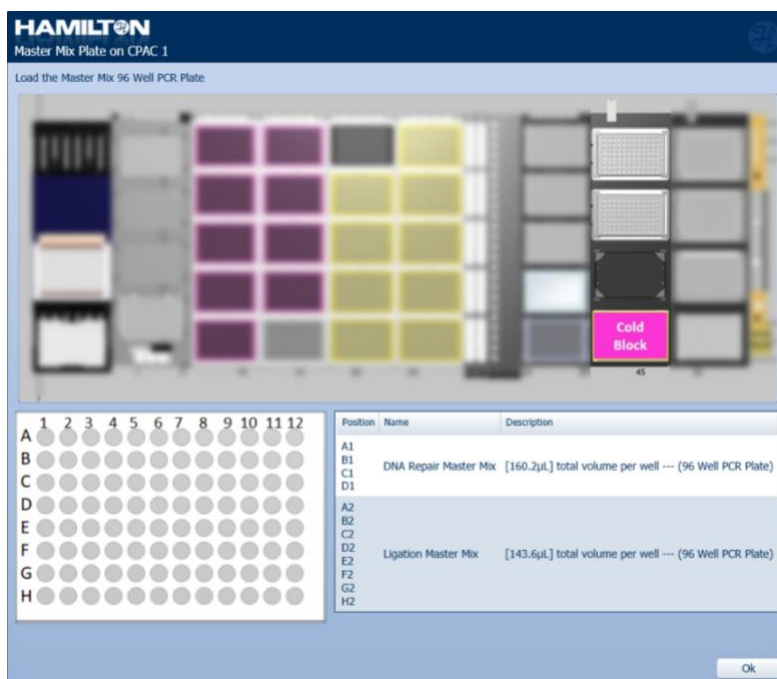 HAMILTON
Master Mix Plate on CPAC 1
Load the Master Mix 96 Well PCR Plate
Cold
Block
45
1 2 3 4 5 6 7 8 9 10 11 12
A
B
C
D
E
F
G
H
Position Name Description
A1
B1
C1
D1
DNA Repair Master Mix [160.2µL] total volume per well --- (96 Well PCR Plate)
A2
B2
C2
D2
E2
F2
G2
H2
Ligation Master Mix [143.6µL] total volume per well --- (96 Well PCR Plate)
Ok